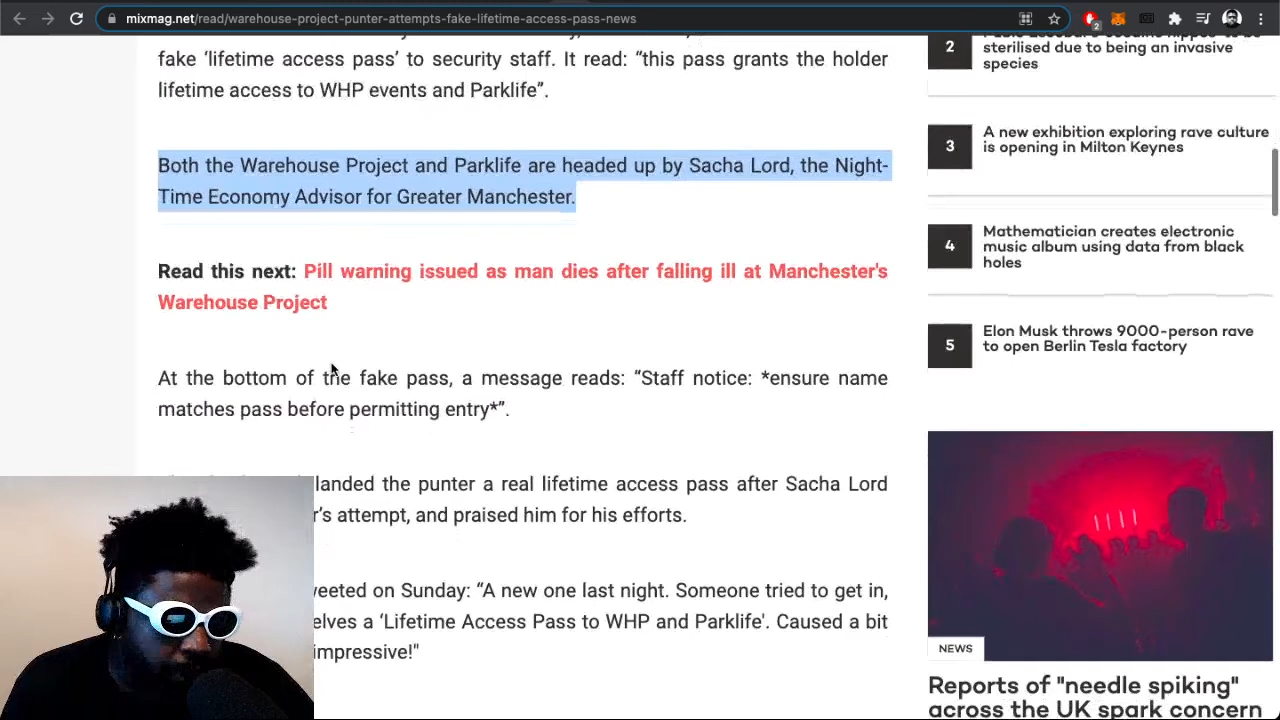 mixmag.net/read/warehouse-project-punter-attempts-fake-lifetime-access-pass-news
2
fake ‘lifetime access pass’ to security staff. It read: “this pass grants the holder
lifetime access to WHP events and Parklife”.
Both the Warehouse Project and Parklife are headed up by Sacha Lord, the Night-
Time Economy Advisor for Greater Manchester.
Read this next: Pill warning issued as man dies after falling ill at Manchester's
Warehouse Project
At the bottom of the fake pass, a message reads: “Staff notice: *ensure name
matches pass before permitting entry*”.
landed the punter a real lifetime access pass after Sacha Lord
attempt, and praised him for his efforts.
on Sunday: “A new one last night. Someone tried to get in,
a ‘Lifetime Access Pass to WHP and Parklife'. Caused a bit
impressive!"
2
sterilised due to being an invasive
species
3
A new exhibition exploring rave culture
is opening in Milton Keynes
4
Mathematician creates electronic
music album using data from black
holes
5
Elon Musk throws 9000-person rave
to open Berlin Tesla factory
NEWS
Reports of "needle spiking"
across the UK spark concern